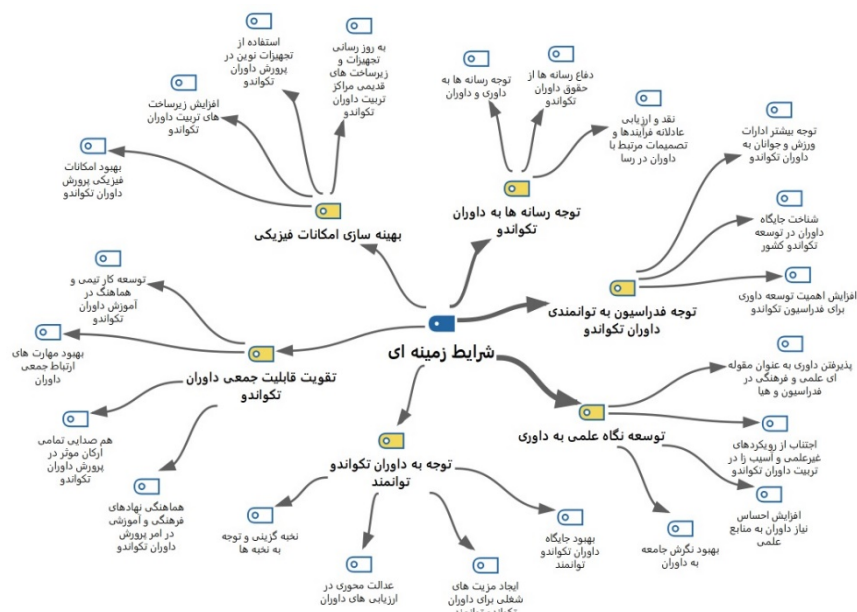 به روز رسانی
تجهیزات و
زیرساخت های
قدیمی مراکز
تربیت داوران
تکواندو
استفاده از
تجهیزات نوین در
پرورش داوران
تکواندو
افزایش زیرساخت
های تربیت داوران
تکواندو
بهبود امکانات
فیزیکی پرورش
داوران تکواندو
بهینه سازی امکانات فیزیکی
توجه رسانه ها به
داوری و داوران
دفاع رسانه ها از
حقوق داوران
تکواندو
نقد و ارزیابی
عادلانه فرآیندها و
تصمیمات مرتبط با
داوران در رسا
توجه رسانه ها به داوران
تکواندو
توجه بیشتر ادارات
ورزش و جوانان به
داوران تکواندو
شناخت جایگاه
داوران در توسعه
تکواندو کشور
افزایش اهمیت توسعه داوری
برای فدراسیون تکواندو
توجه فدراسیون به توانمندی
داوران تکواندو
شرایط زمینه ای
توسعه کار تیمی و
هماهنگ در
آموزش داوران
تکواندو
بهبود مهارت های
ارتباط جمعی
داوران
تقویت قابلیت جمعی داوران
تکواندو
هم صدایی تمامی
ارکان موثر در
پرورش داوران
تکواندو
هماهنگی نهادهای
فرهنگی و آموزشی
در امر پرورش
داوران تکواندو
پذیرفتن داوری به عنوان مقوله
ای علمی و فرهنگی در
فدراسیون و هیا
توسعه نگاه علمی به داوری
اجتناب از رویکردهای
غیرعلمی و آسیب زا در
تربیت داوران تکواندو
افزایش احساس
نیاز داوران به منابع
علمی
بهبود نگرش جامعه
به داوران
توجه به داوران تکواندو
توانمند
نخبه گزینی و توجه
به نخبه ها
عدالت محوری در
ارزیابی های داوران
ایجاد مزیت های
شغلی برای داوران
بهبود جایگاه
داوران تکواندو
توانمند